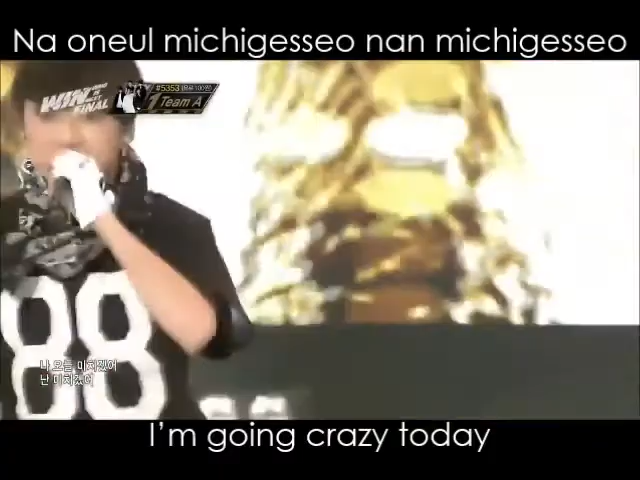 Na oneul michigesseo nan michigesseo
WIN
FINAL
#5353
Team A
88
나 오늘 미치겠어
난 미치겠어
I'm going crazy today